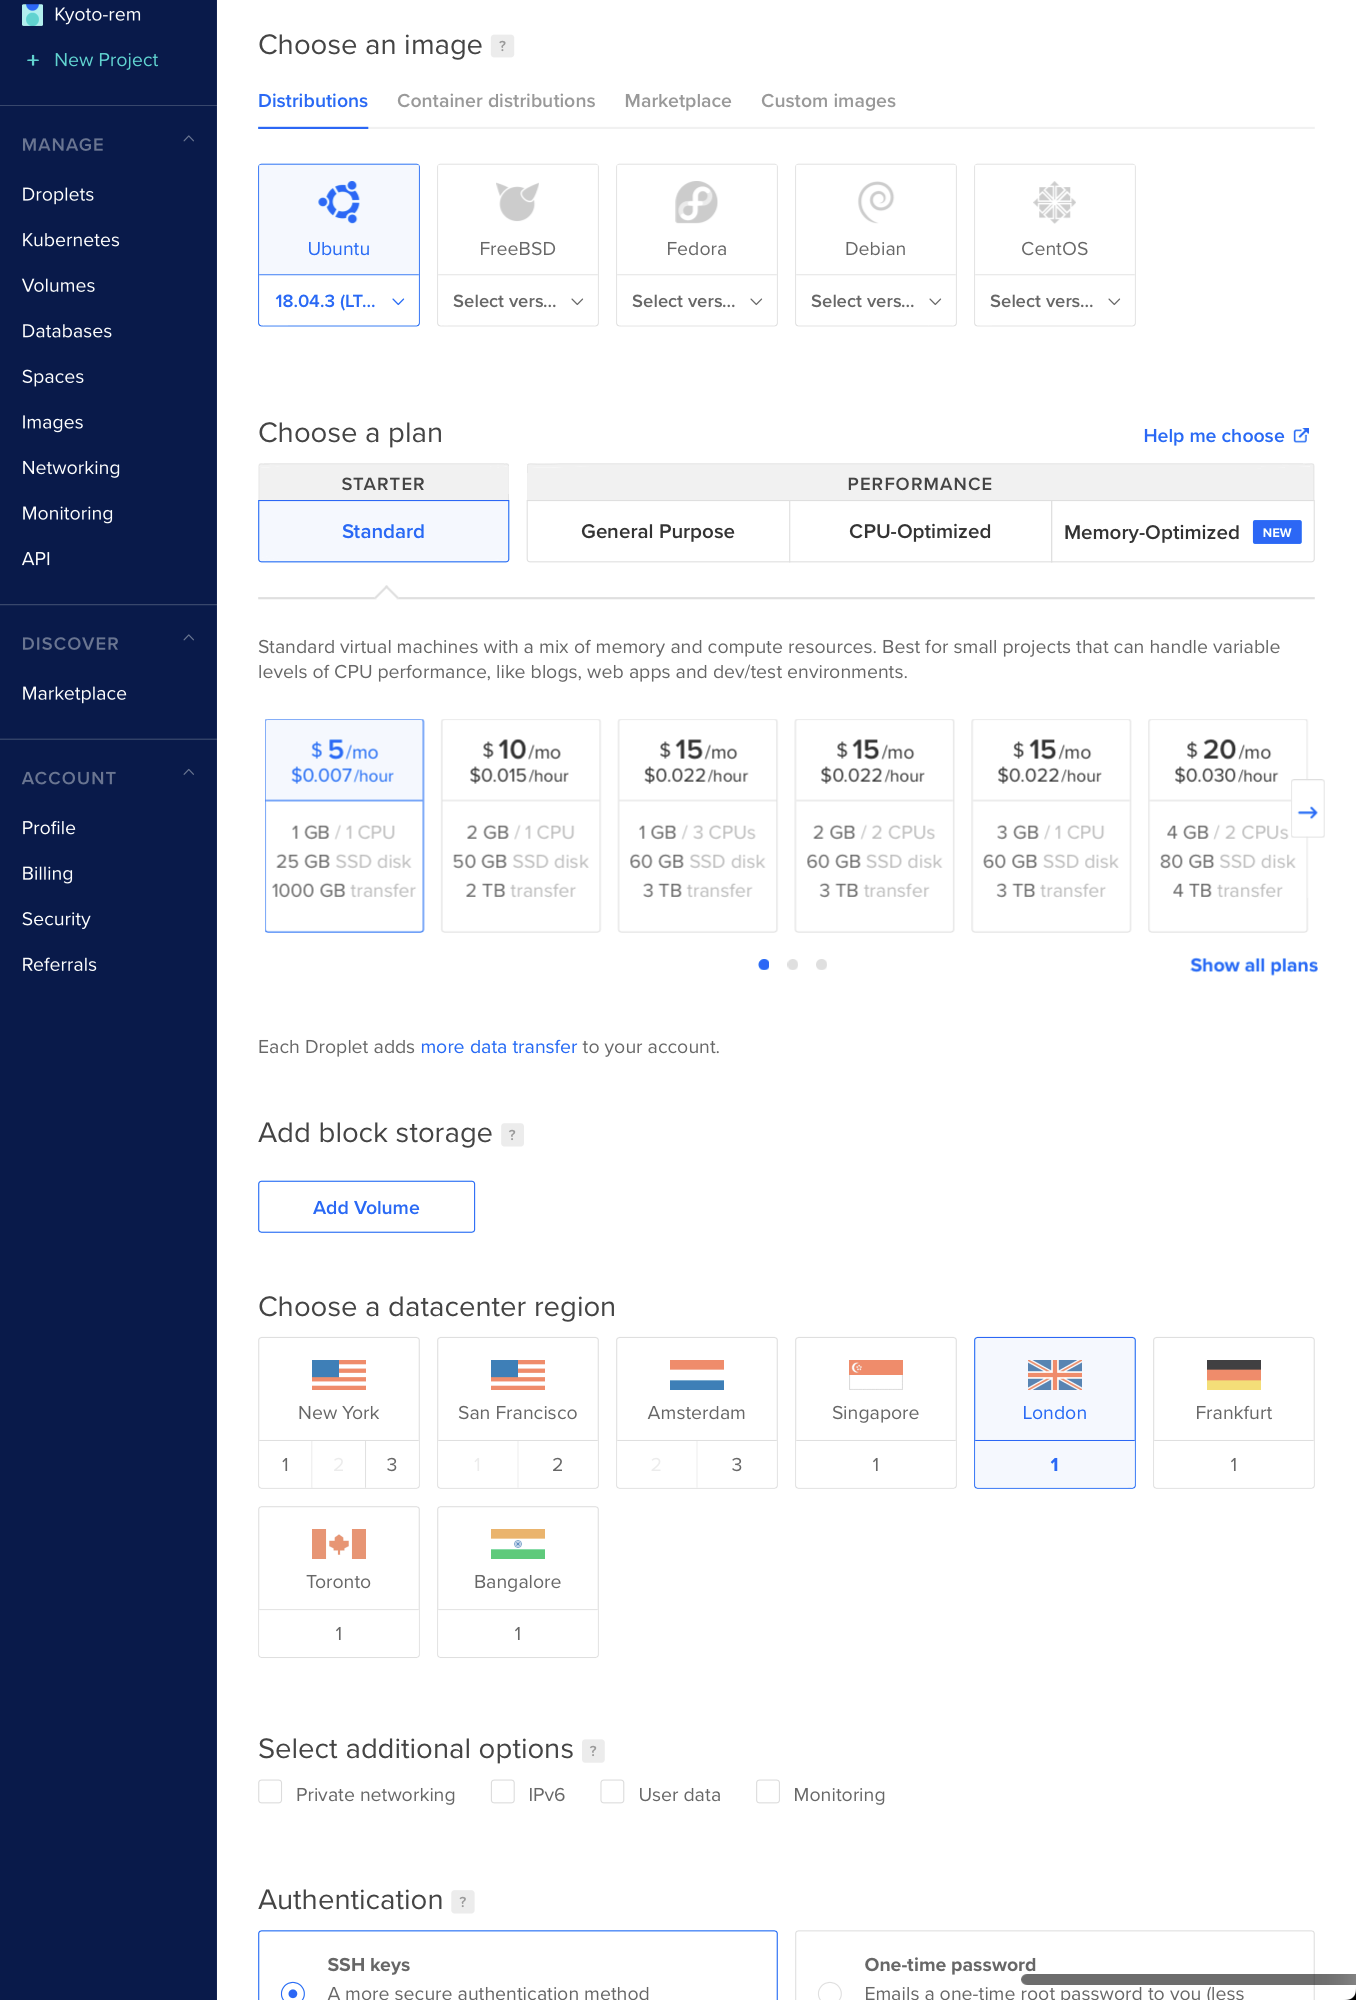 Kyoto-rem
+ New Project
MANAGE
Droplets
Kubernetes
Volumes
Databases
Spaces
Images
Networking
Monitoring
API
DISCOVER
Marketplace
ACCOUNT
Profile
Billing
Security
Referrals
Choose an image ?
Distributions Container distributions Marketplace Custom images
Ubuntu FreeBSD Fedora Debian CentOS
18.04.3 (LT... Select vers... Select vers... Select vers... Select vers...
Choose a plan Help me choose
STARTER PERFORMANCE
Standard General Purpose CPU-Optimized Memory-Optimized NEW
Standard virtual machines with a mix of memory and compute resources. Best for small projects that can handle variable
levels of CPU performance, like blogs, web apps and dev/test environments.
$ 5/mo $ 10/mo $ 15/mo $ 15/mo $ 15/mo $ 20/mo
$0.007/hour $0.015/hour $0.022/hour $0.022/hour $0.022/hour $0.030/hour
1 GB / 1 CPU 2 GB / 1 CPU 1 GB / 3 CPUs 2 GB / 2 CPUs 3 GB / 1 CPU 4 GB / 2 CPUs
25 GB SSD disk 50 GB SSD disk 60 GB SSD disk 60 GB SSD disk 60 GB SSD disk 80 GB SSD disk
1000 GB transfer 2 TB transfer 3 TB transfer 3 TB transfer 3 TB transfer 4 TB transfer
Show all plans
Each Droplet adds more data transfer to your account.
Add block storage ?
Add Volume
Choose a datacenter region
New York San Francisco Amsterdam Singapore London Frankfurt
1 2 3 1 2 2 3 1 1 1
Toronto Bangalore
1 1
Select additional options ?
Private networking IPv6 User data Monitoring
Authentication ?
SSH keys One-time password
A more secure authentication method Emails a one-time root password to you (less